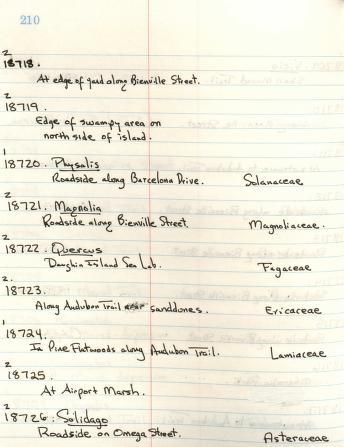 210
2
18718.
At edge of yard along Bienville Street.
2
18719.
Edge of swampy area on
north side of island.
1
18720. Physalis
Roadside along Barcelona Drive. Solanaceae
2
18721. Magnolia
Roadside along Bienville Street. Magnoliaceae.
2
18722. Quercus
Dauphin Island Sea Lab. Fagaceae
2
18723.
Along Audubon Trail sanddones. Ericaceae
1
18724.
In Pine Flatwoods along Audubon Trail. Lamiaceae
2
18725.
At Airport Marsh.
2
18726. Solidago
Roadside on Omega Street. Asteraceae